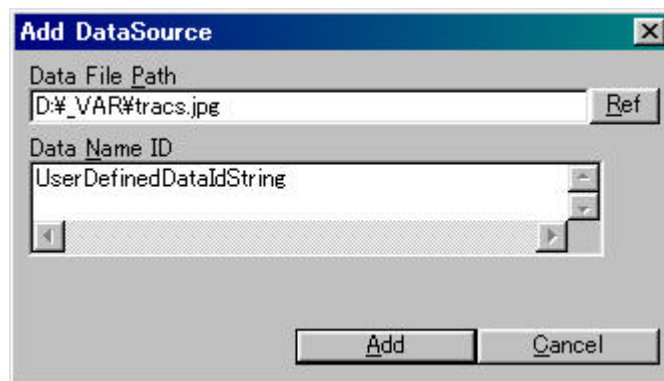 Add DataSource
Data File Path
D:¥_VAR¥tracs.jpg
Ref
Data Name ID
UserDefinedDataIdString
Add
Cancel